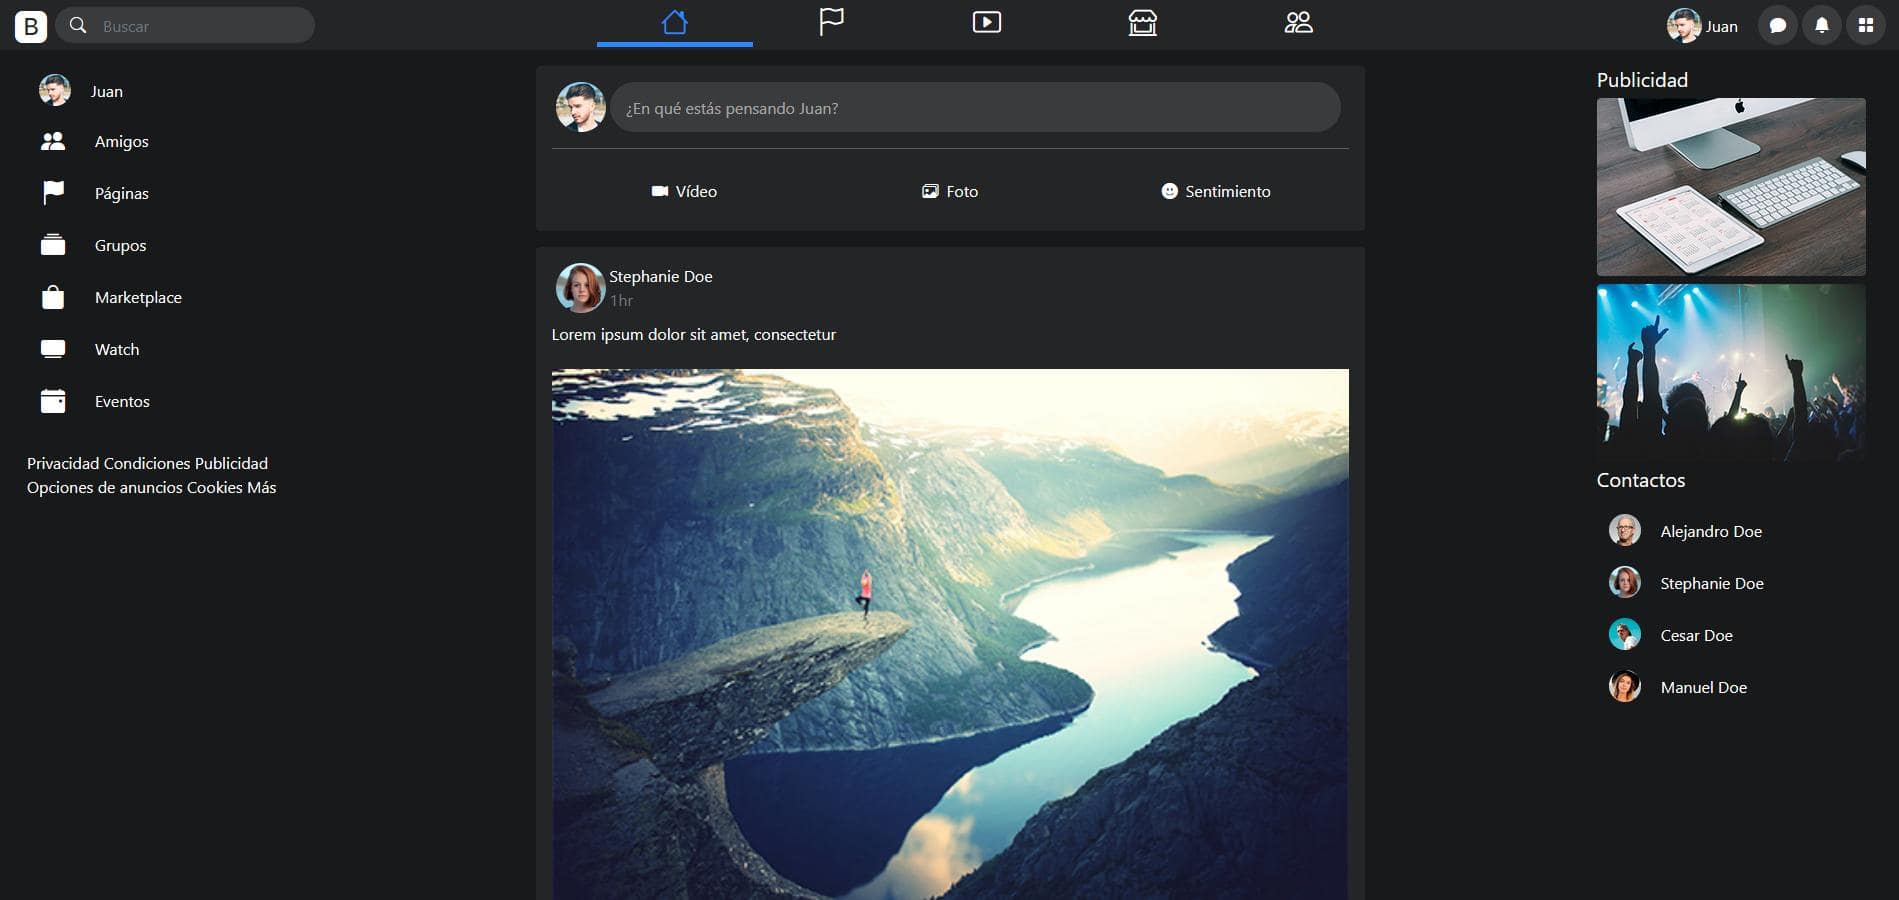 B
Buscar
Juan
Juan
Amigos
Páginas
Grupos
Marketplace
Watch
Eventos
Privacidad Condiciones Publicidad
Opciones de anuncios Cookies Más
¿En qué estás pensando Juan?
Vídeo
Foto
Sentimiento
Stephanie Doe
1hr
Lorem ipsum dolor sit amet, consectetur
Publicidad
Contactos
Alejandro Doe
Stephanie Doe
Cesar Doe
Manuel Doe